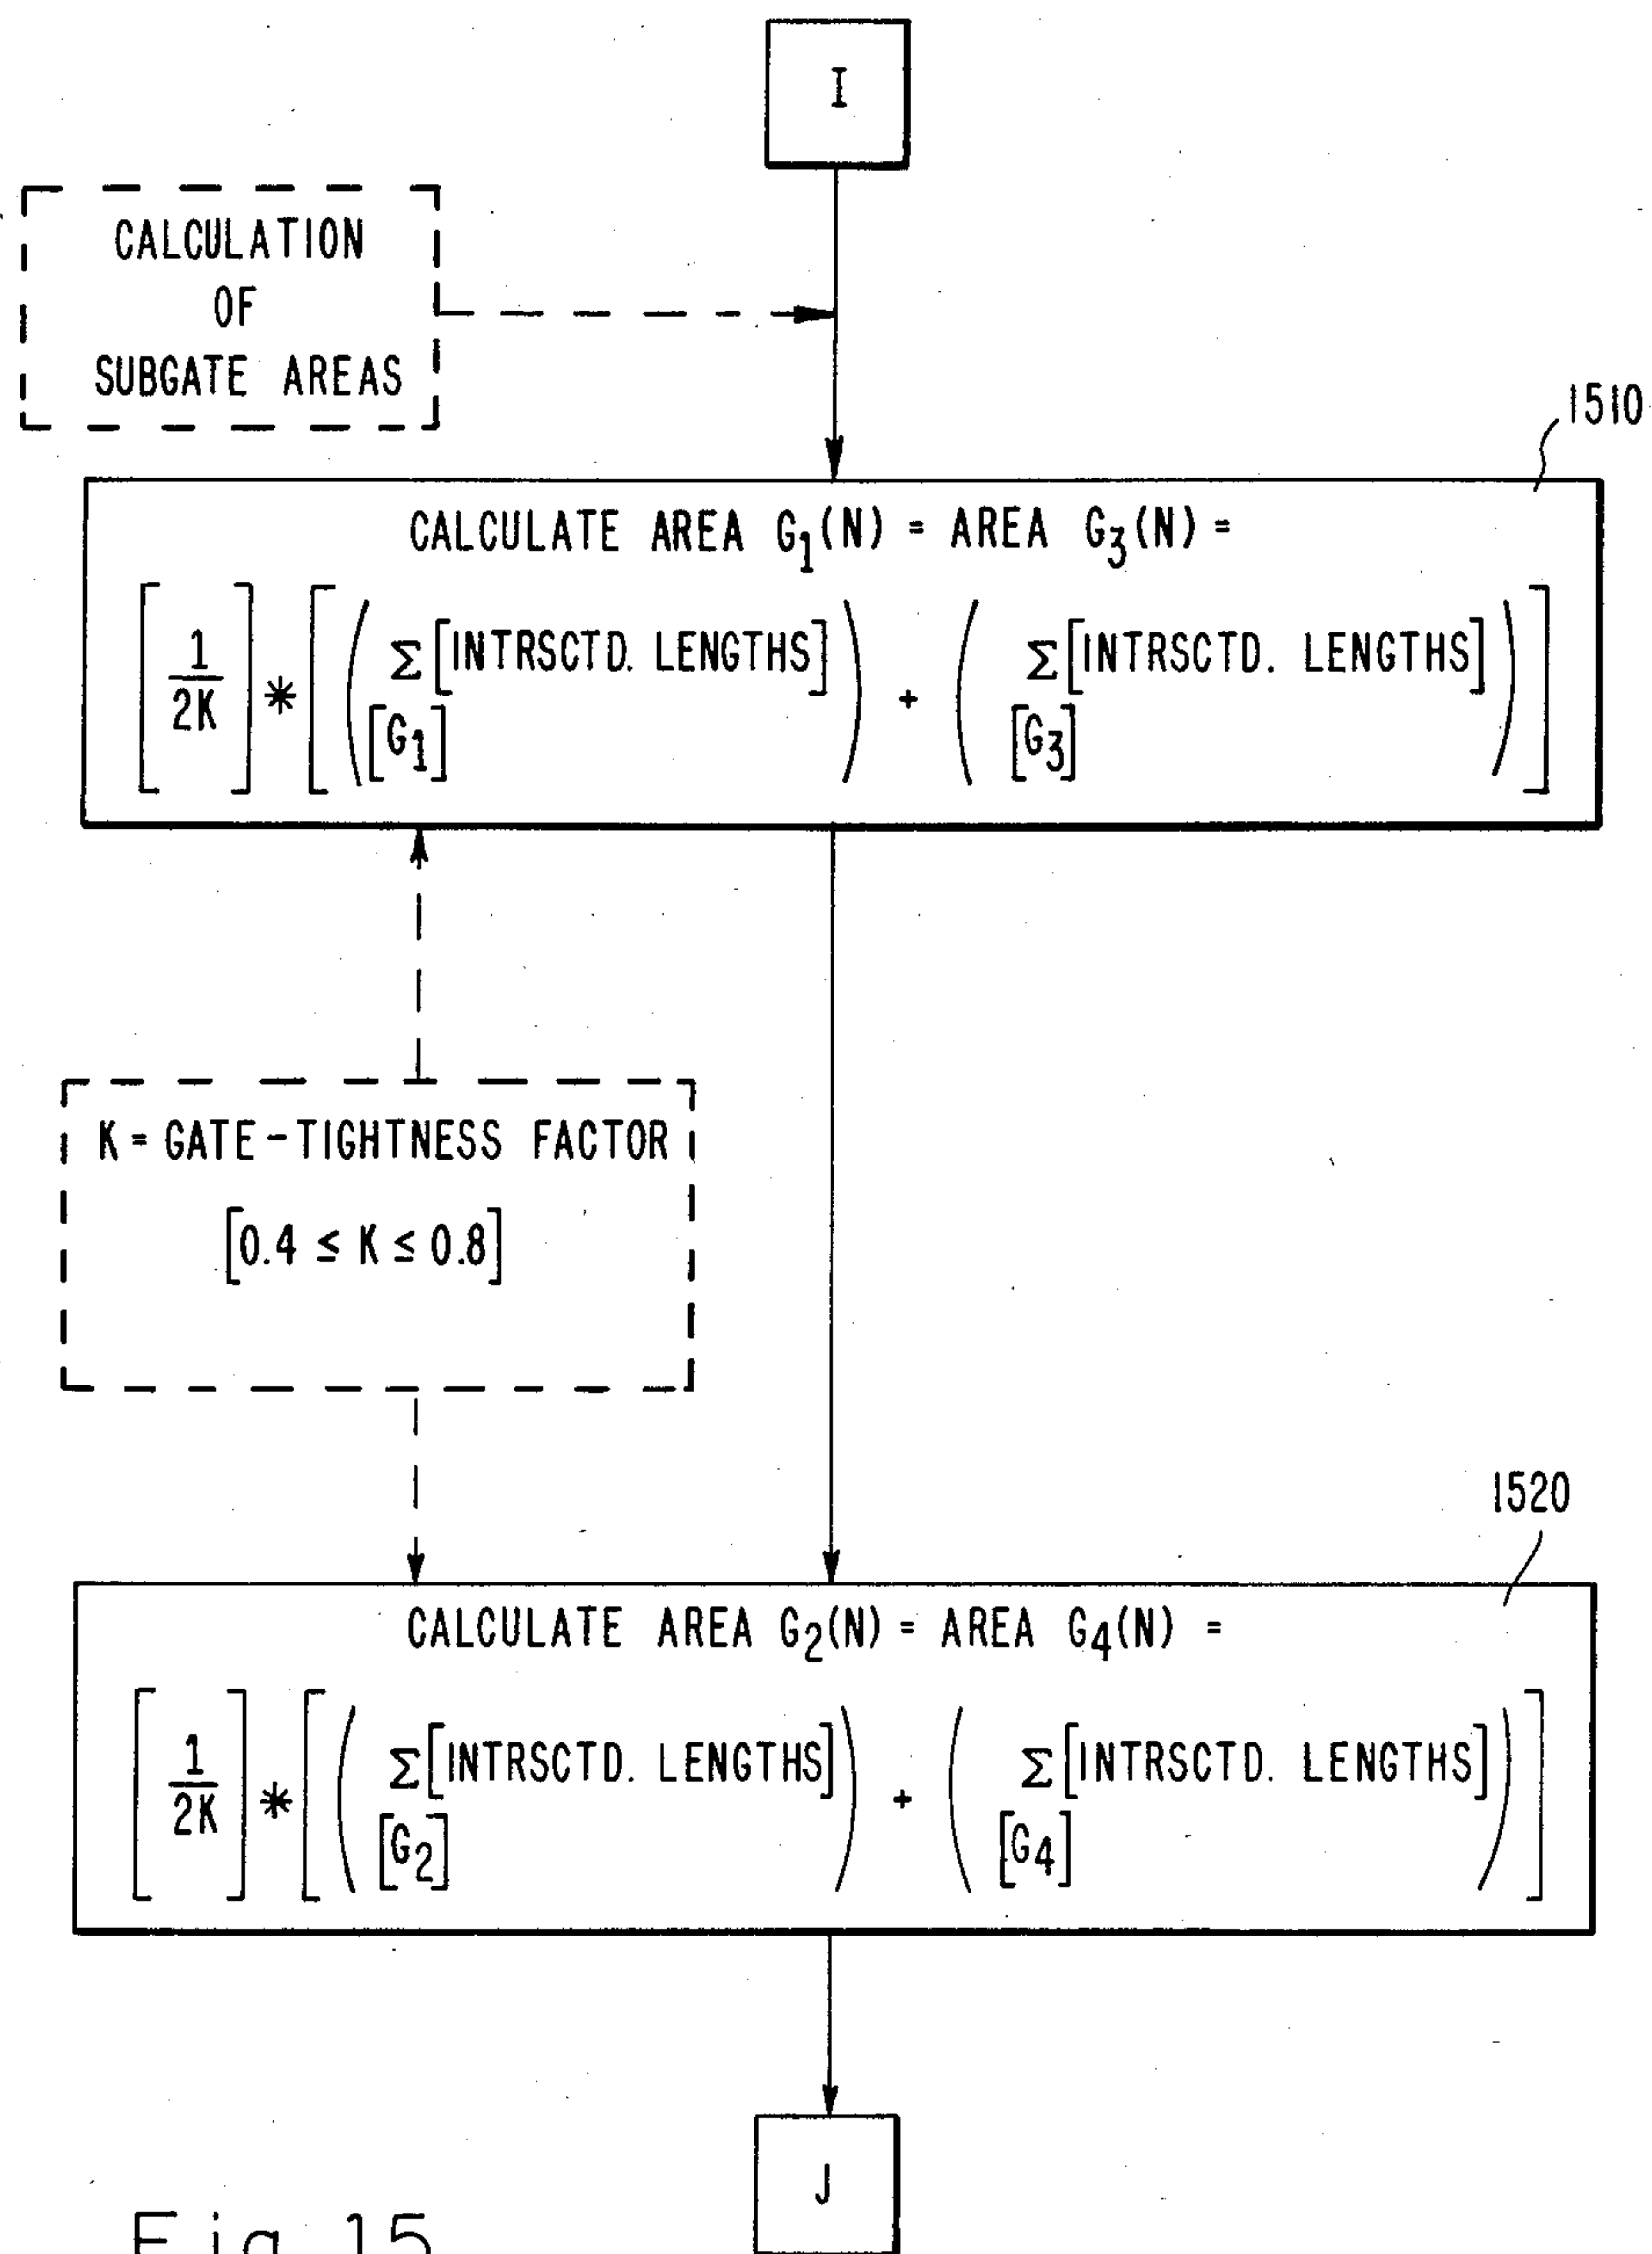 I
CALCULATION
OF
SUBGATE AREAS
1510
CALCULATE AREA G1(N) = AREA G3(N) =
[1/2K] * [(Σ[INTRSCTD. LENGTHS] [G1]) + (Σ[INTRSCTD. LENGTHS] [G3])]
K = GATE-TIGHTNESS FACTOR
[0.4 ≤ K ≤ 0.8]
1520
CALCULATE AREA G2(N) = AREA G4(N) =
[1/2K] * [(Σ[INTRSCTD. LENGTHS] [G2]) + (Σ[INTRSCTD. LENGTHS] [G4])]
J
Fig 15